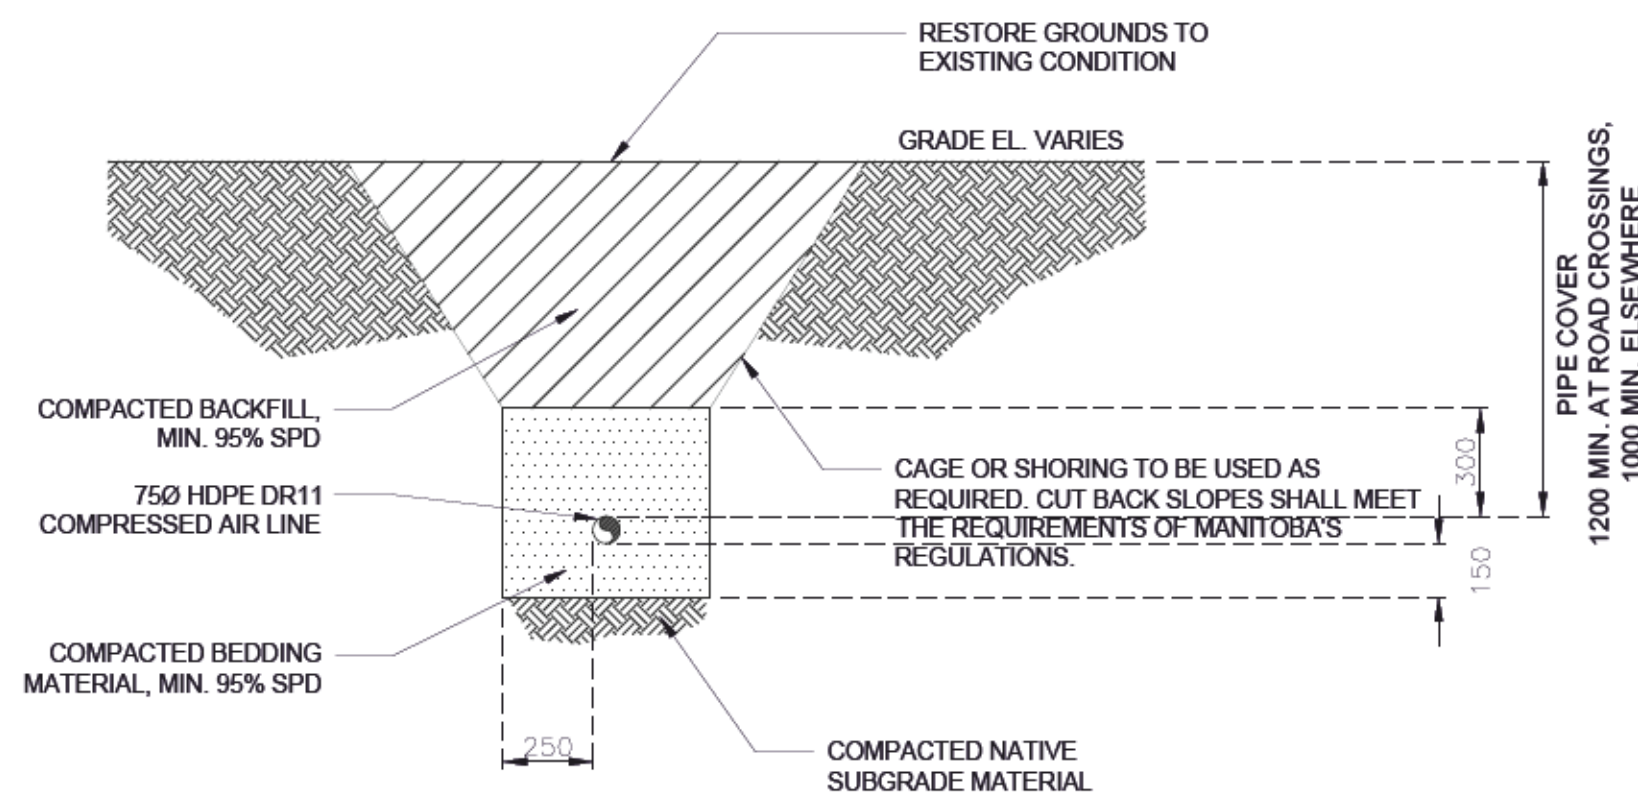 RESTORE GROUNDS TO
EXISTING CONDITION
GRADE EL. VARIES
PIPE COVER
1200 MIN. AT ROAD CROSSINGS,
1000 MIN. ELSEWHERE
COMPACTED BACKFILL,
MIN. 95% SPD
300
CAGE OR SHORING TO BE USED AS
REQUIRED. CUT BACK SLOPES SHALL MEET
THE REQUIREMENTS OF MANITOBA'S
REGULATIONS.
75Ø HDPE DR11
COMPRESSED AIR LINE
150
COMPACTED BEDDING
MATERIAL, MIN. 95% SPD
250
COMPACTED NATIVE
SUBGRADE MATERIAL